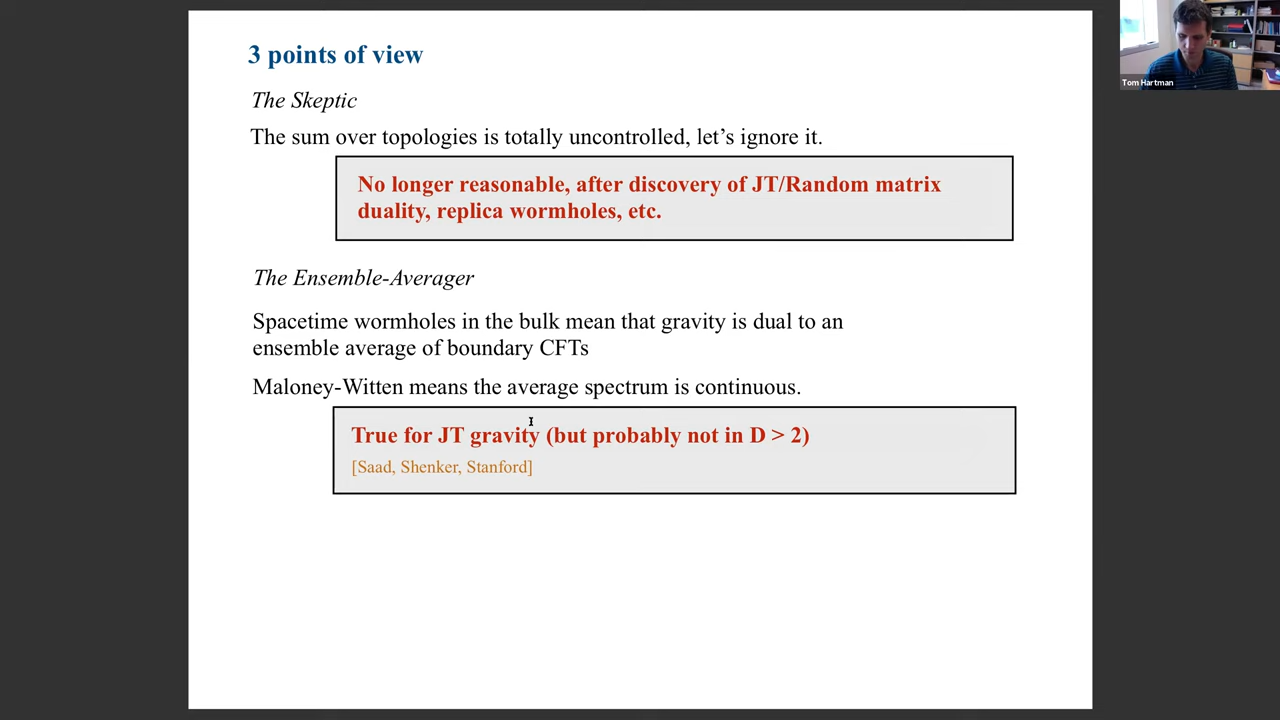 3 points of view
Tom Hartman
The Skeptic
The sum over topologies is totally uncontrolled, let’s ignore it.
No longer reasonable, after discovery of JT/Random matrix
duality, replica wormholes, etc.
The Ensemble-Averager
Spacetime wormholes in the bulk mean that gravity is dual to an
ensemble average of boundary CFTs
Maloney-Witten means the average spectrum is continuous.
True for JT gravity (but probably not in D > 2)
[Saad, Shenker, Stanford]